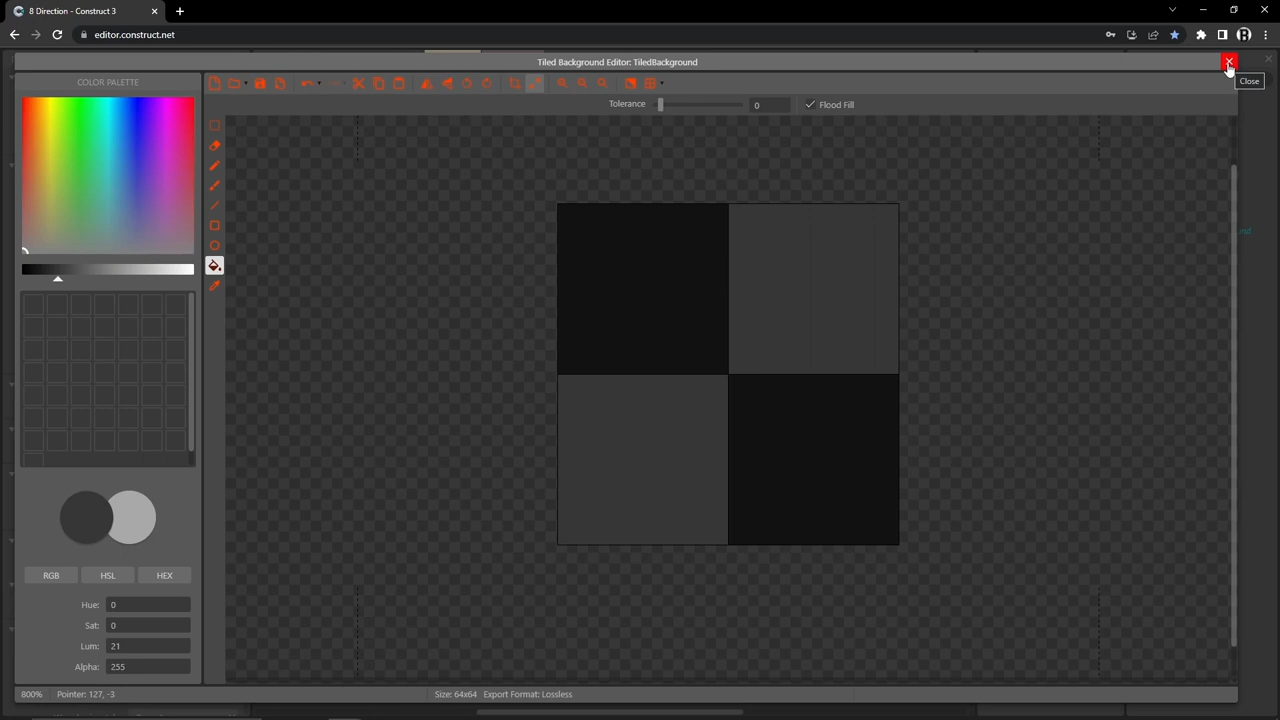 8 Direction - Construct 3
editor.construct.net
Tiled Background Editor: TiledBackground
Close
COLOR PALETTE
Tolerance 0 Flood Fill
RGB HSL HEX
Hue: 0
Sat: 0
Lum: 21
Alpha: 255
800% Pointer: 127, -3 Size: 64x64 Export Format: Lossless